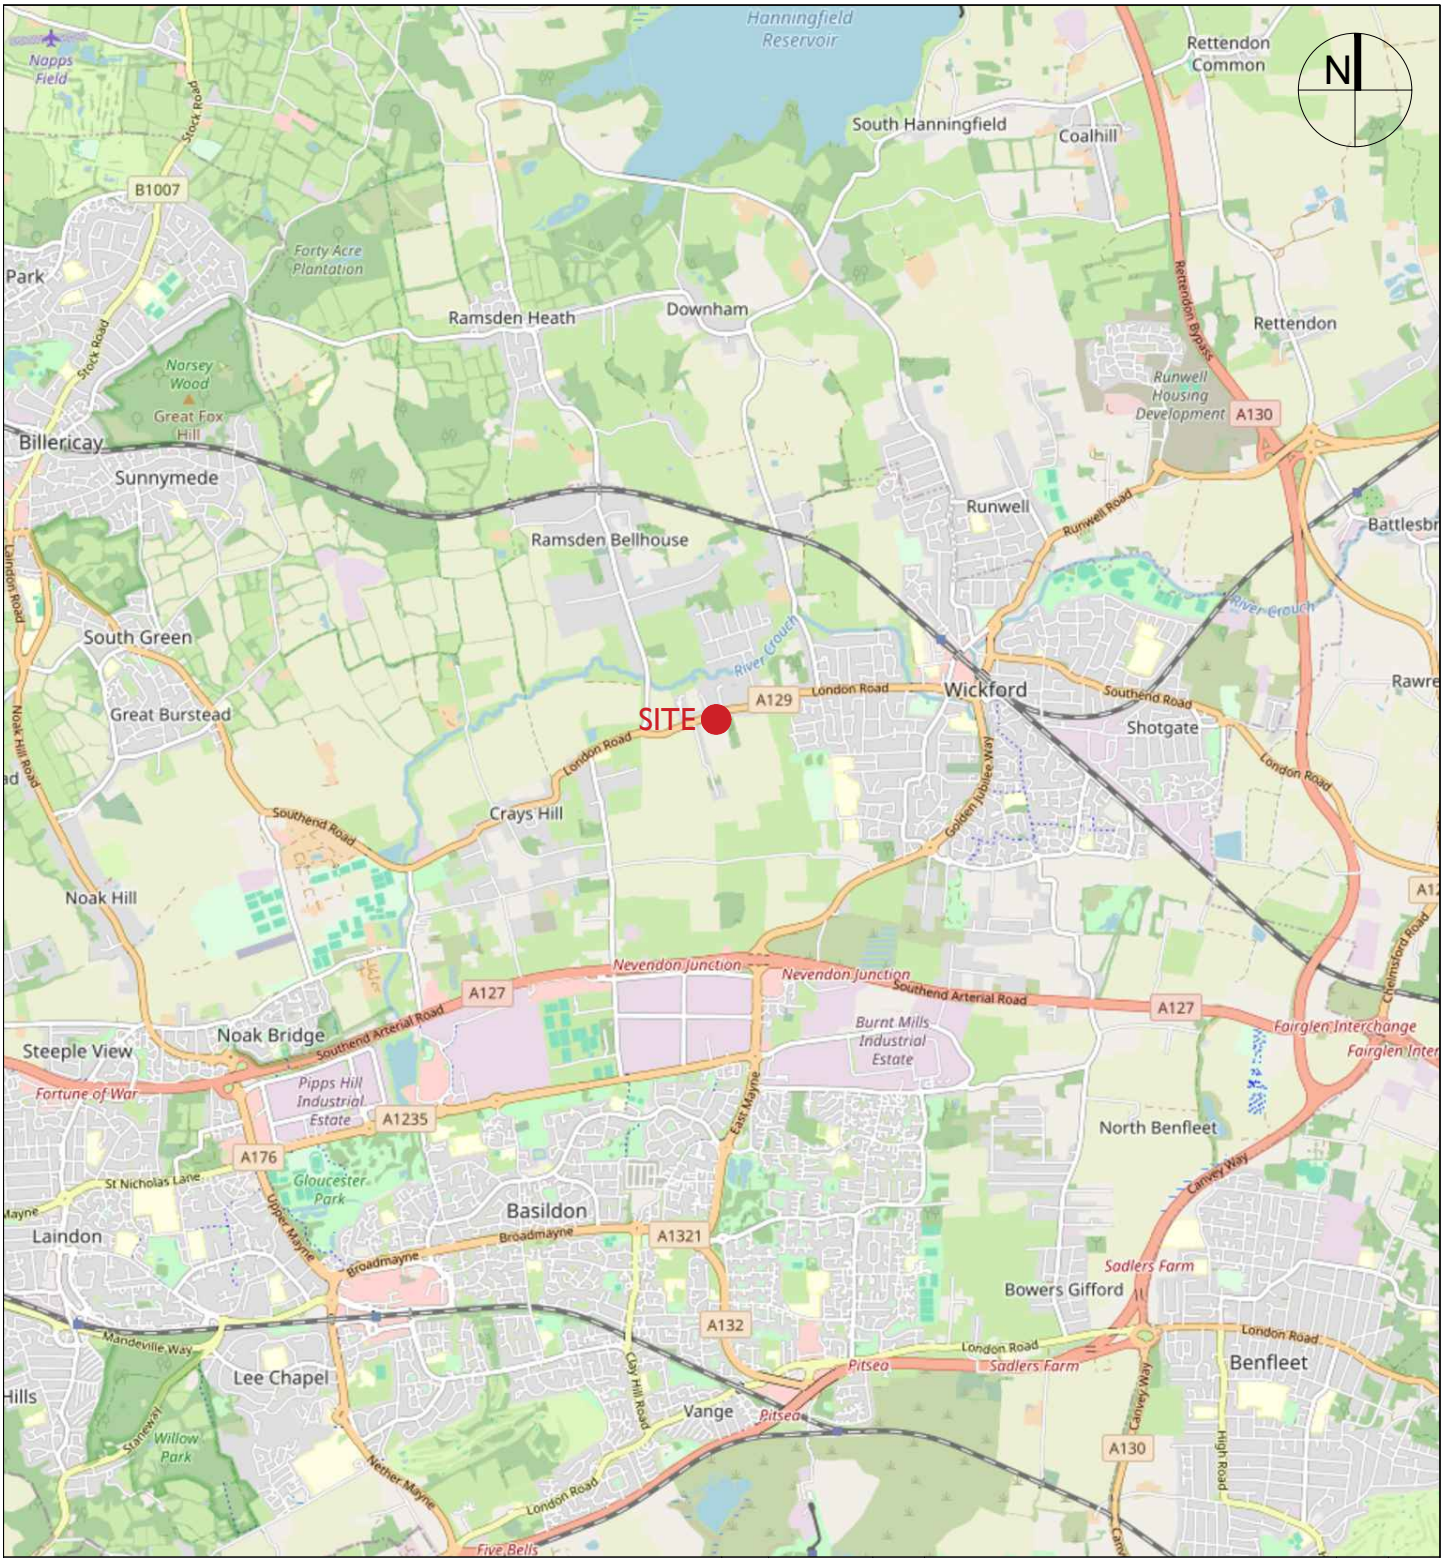 Hanningfield
Reservoir
Napps
Field
Rettendon
Common
N
Stock Road
South Hanningfield
Coalhill
B1007
Forty Acre
Plantation
Park
Rettendon Bypass
Ramsden Heath
Downham
Rettendon
Stock Road
Norsey
Wood
Great Fox
Hill
Runwell
Housing
Development
A130
Billericay
Sunnymede
Runwell
Runwell Road
Battlesbr
Ramsden Bellhouse
Laindon Road
River Crouch
South Green
River Crouch
Wickford
A129
London Road
Southend Road
Rawre
Great Burstead
SITE
Shotgate
Noak Hill Road
London Road
London Road
ad
Golden Jubilee Way
Crays Hill
Southend Road
Noak Hill
A12
Chelmsford Road
Nevendon Junction
Nevendon Junction
A127
Southend Arterial Road
A127
Southend Arterial Road
Noak Bridge
Burnt Mills
Industrial
Estate
Fairglen Interchange
Fairglen Inter
Steeple View
Fortune of War
Pipps Hill
Industrial
Estate
A1235
East Mayne
North Benfleet
A176
St Nicholas Lane
Gloucester
Park
Canvey Way
Mayne
Upper Mayne
Basildon
Laindon
Broadmayne
A1321
Broadmayne
Sadlers Farm
Bowers Gifford
A132
Mandeville Way
London Road
London Road
Lee Chapel
Clay Hill Road
Pitsea
Sadlers Farm
Benfleet
Hills
Canvey Way
Vange
Pitsea
Staneway
Willow
Park
A130
High Road
Nether Mayne
London Road
Five Bells
Canv